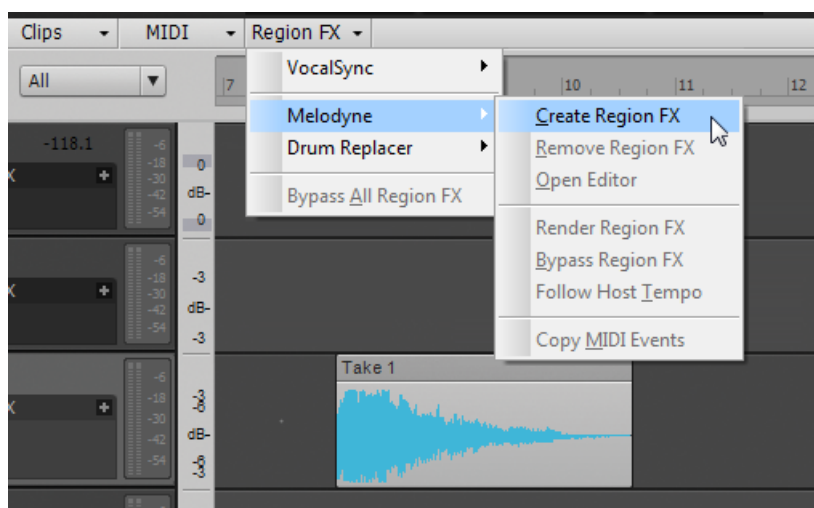 Clips MIDI Region FX
All
7 10 11 12
VocalSync
Melodyne
Drum Replacer
Bypass All Region FX
Create Region FX
Remove Region FX
Open Editor
Render Region FX
Bypass Region FX
Follow Host Tempo
Copy MIDI Events
-118.1 -6
-18 0
X + -30
-42 dB-
-54 0
-6
-18 -3
X + -30
-42 dB-
-54 -3
Take 1
-6
-18
X + -30
-42 dB-
-54